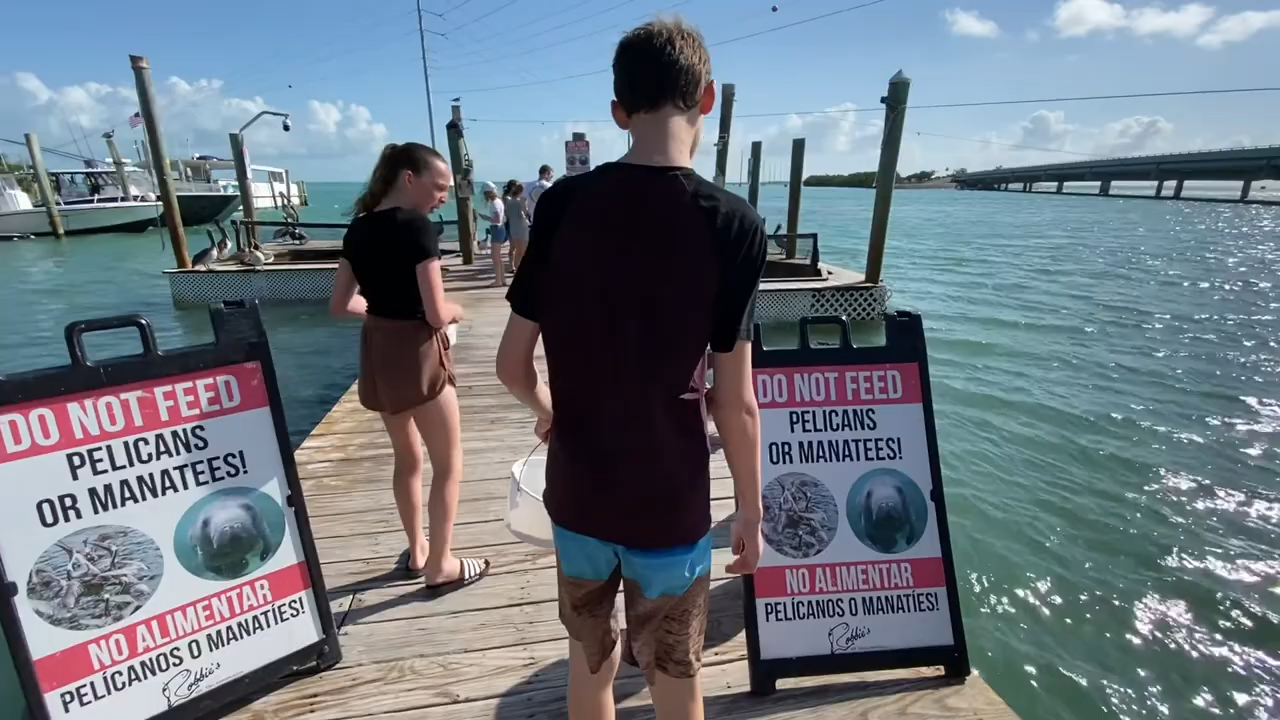 DO NOT FEED
PELICANS
OR MANATEES!
NO ALIMENTAR
PELÍCANOS O MANATÍES!
Robbie's
DO NOT FEED
PELICANS
OR MANATEES!
NO ALIMENTAR
PELÍCANOS O MANATÍES!
Robbie's